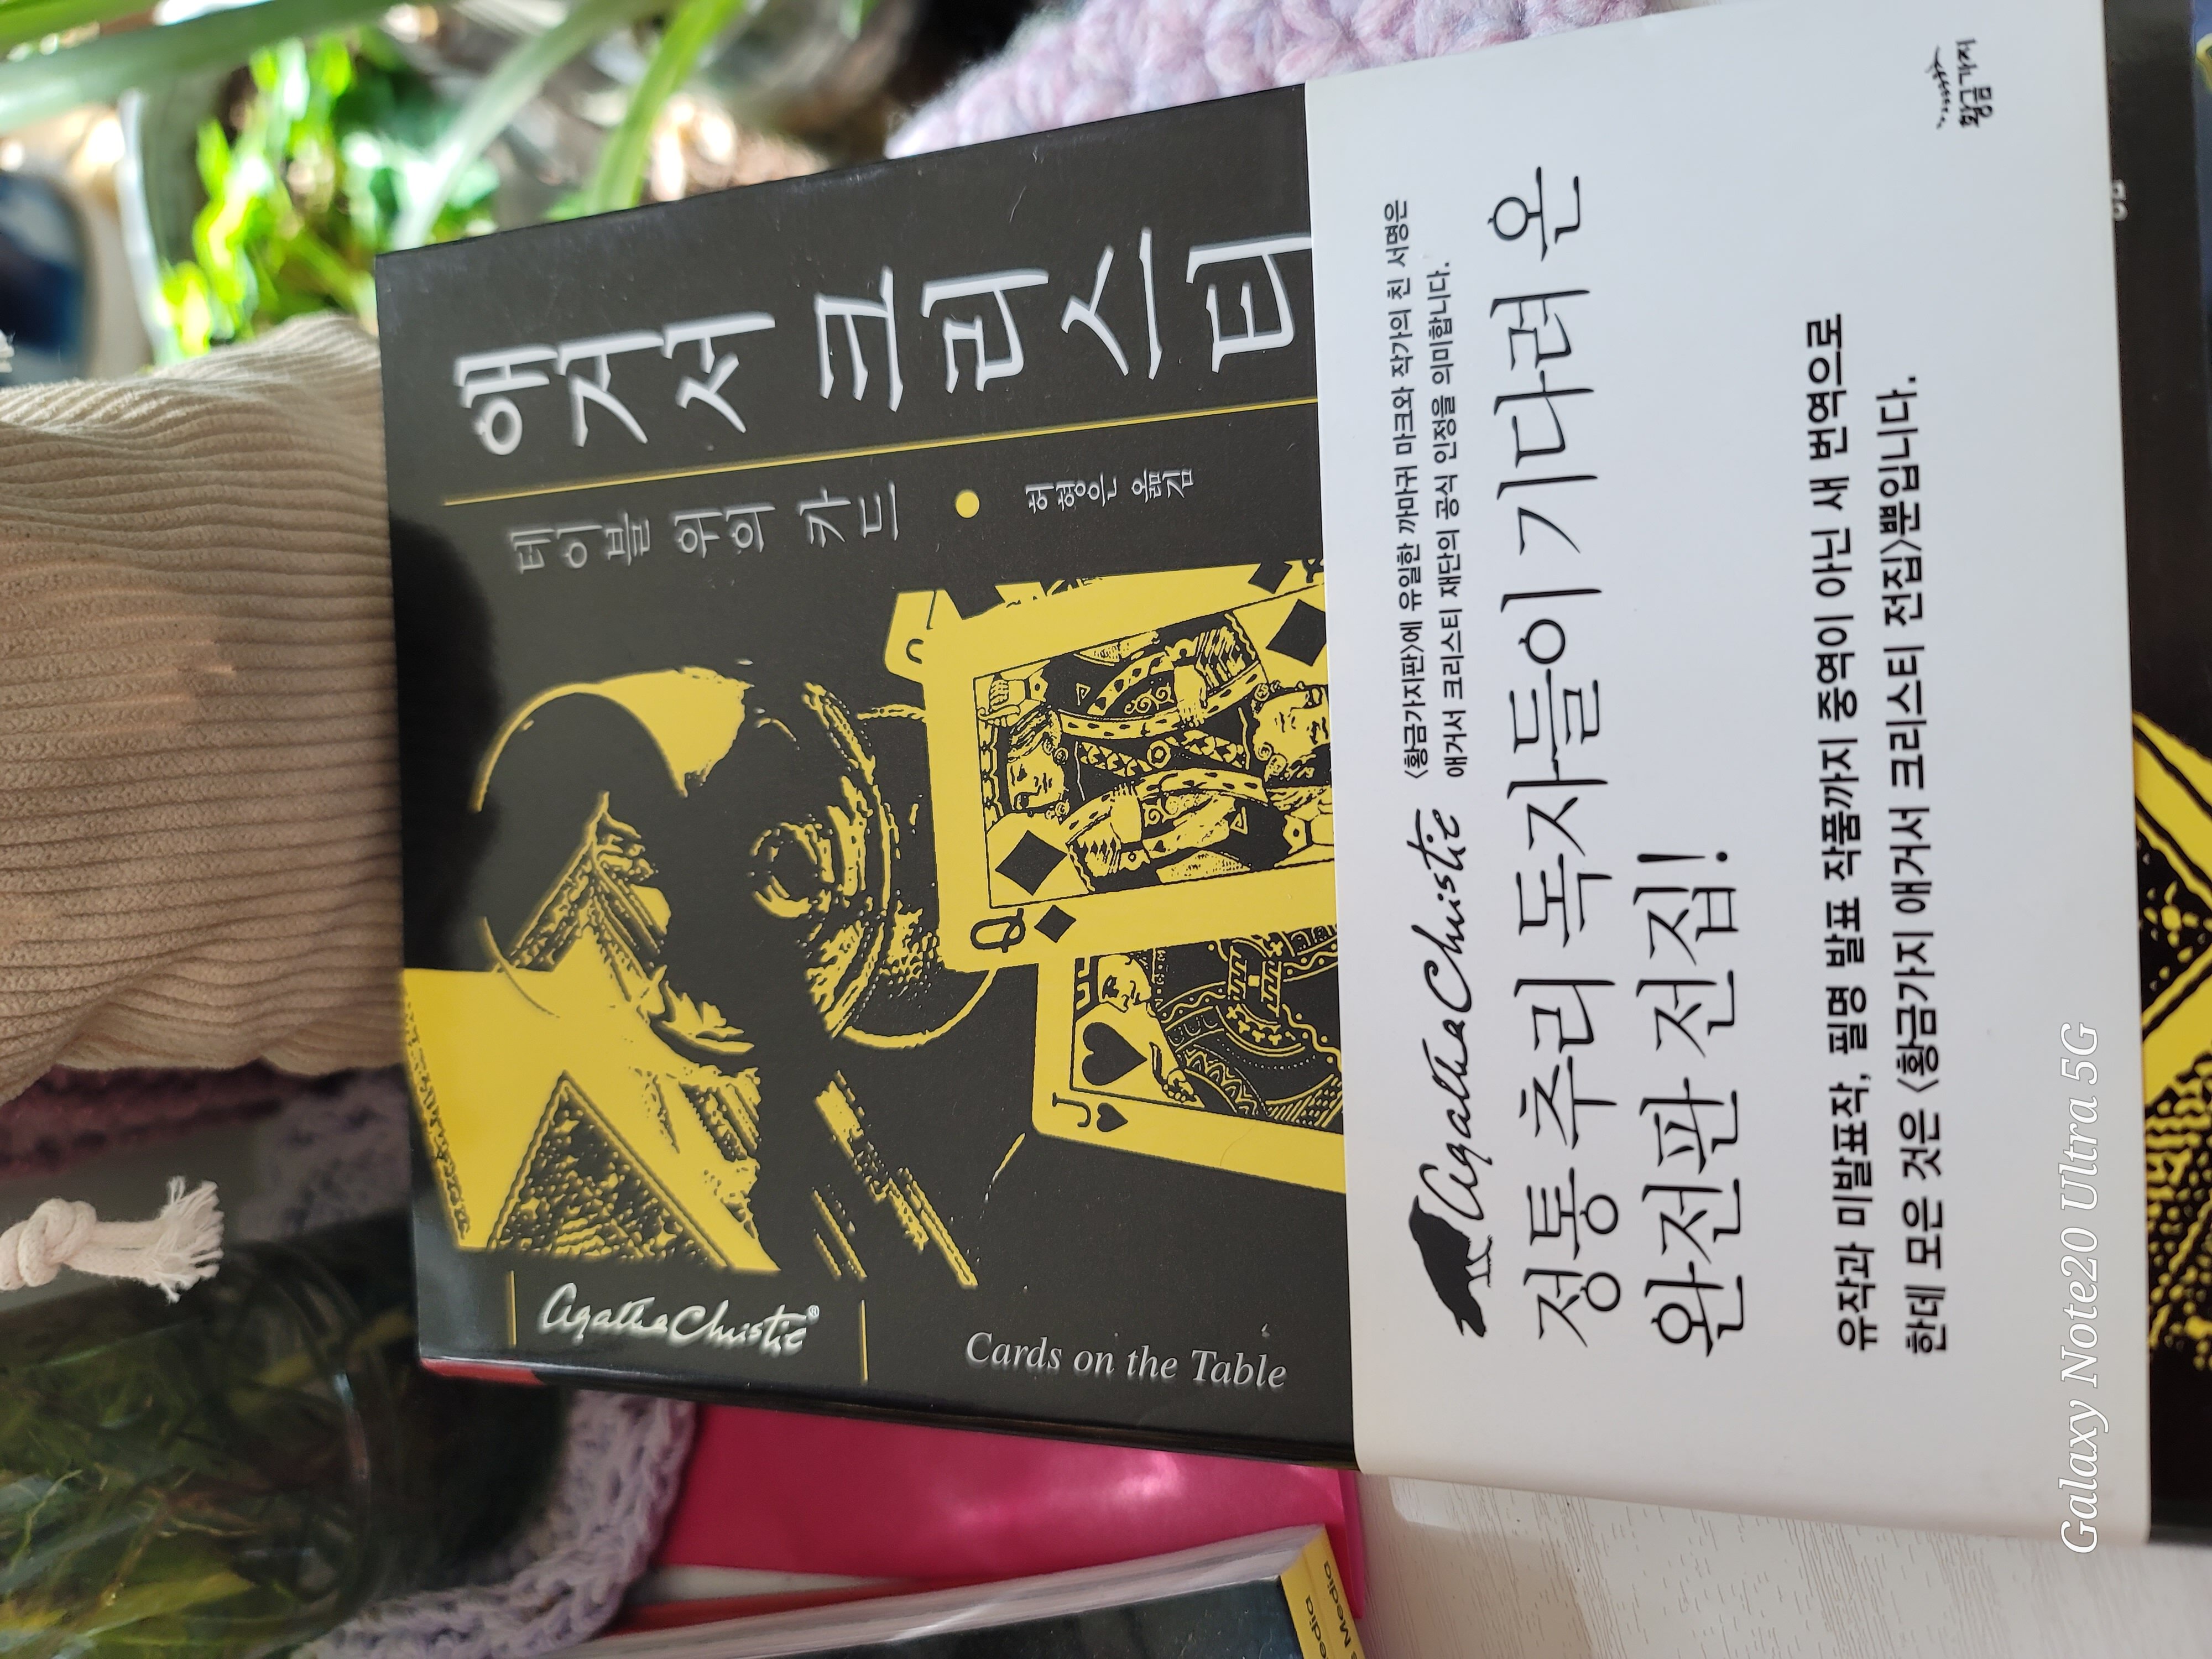 애거서 크리스티
테이블 위의 카드
허형은 옮김
Agatha Christie®
Cards on the Table
Q
J
Agatha Christie
〈황금가지판〉에 유일한 까마귀 마크와 작가의 친 서명은
애거서 크리스티 재단의 공식 인정을 의미합니다.
정통 추리 독자들이 기다려 온
완전판 전집!
유작과 미발표작, 필명 발표 작품까지 중역이 아닌 새 번역으로
한데 모은 것은 〈황금가지 애거서 크리스티 전집〉뿐입니다.
황금가지
edia
s Media
Galaxy Note20 Ultra 5G